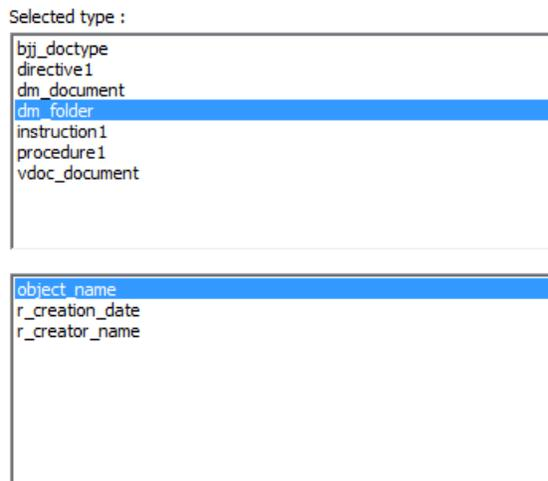 Selected type :
bjj_doctype
directive1
dm_document
dm_folder
instruction1
procedure1
vdoc_document
object_name
r_creation_date
r_creator_name